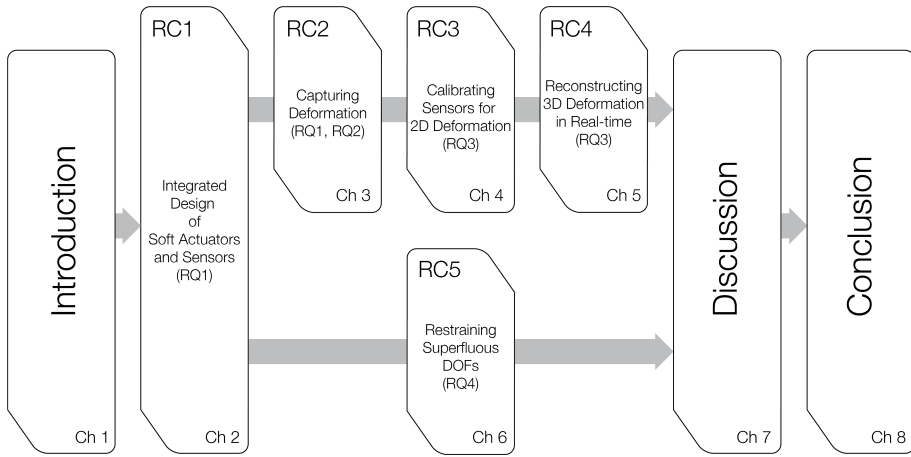 Introduction
Ch 1
RC1
Integrated
Design
of
Soft Actuators
and Sensors
(RQ1)
Ch 2
RC2
Capturing
Deformation
(RQ1, RQ2)
Ch 3
RC3
Calibrating
Sensors for
2D Deformation
(RQ3)
Ch 4
RC4
Reconstructing
3D Deformation
in Real-time
(RQ3)
Ch 5
RC5
Restraining
Superfluous
DOFs
(RQ4)
Ch 6
Discussion
Ch 7
Conclusion
Ch 8